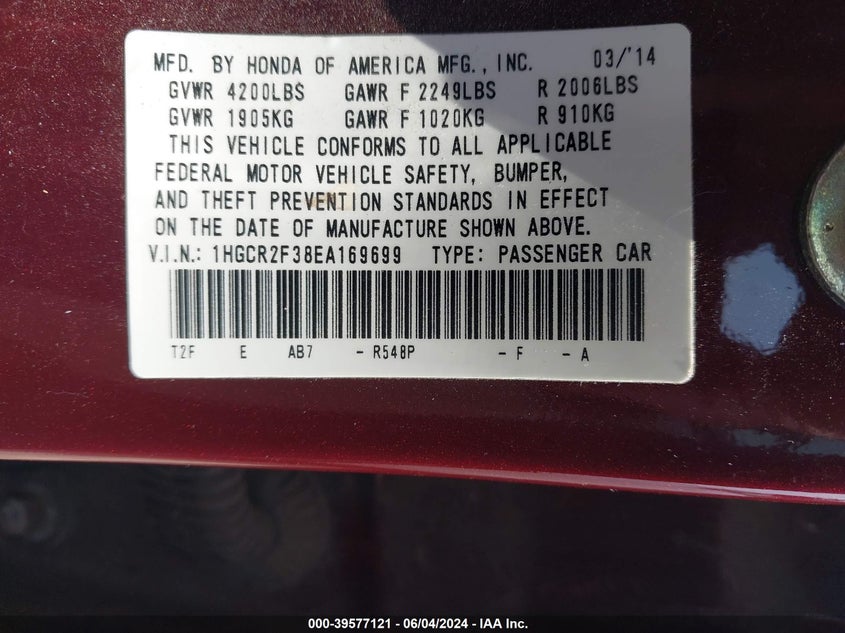 MFD. BY HONDA OF AMERICA MFG., INC. 03/'14
GVWR 4200LBS GAWR F 2249LBS R 2006LBS
GVWR 1905KG GAWR F 1020KG R 910KG
THIS VEHICLE CONFORMS TO ALL APPLICABLE
FEDERAL MOTOR VEHICLE SAFETY, BUMPER,
AND THEFT PREVENTION STANDARDS IN EFFECT
ON THE DATE OF MANUFACTURE SHOWN ABOVE.
V.I.N.: 1HGCR2F38EA169699 TYPE: PASSENGER CAR
T2F E AB7 - R548P - F - A
000-39577121 - 06/04/2024 - IAA Inc.